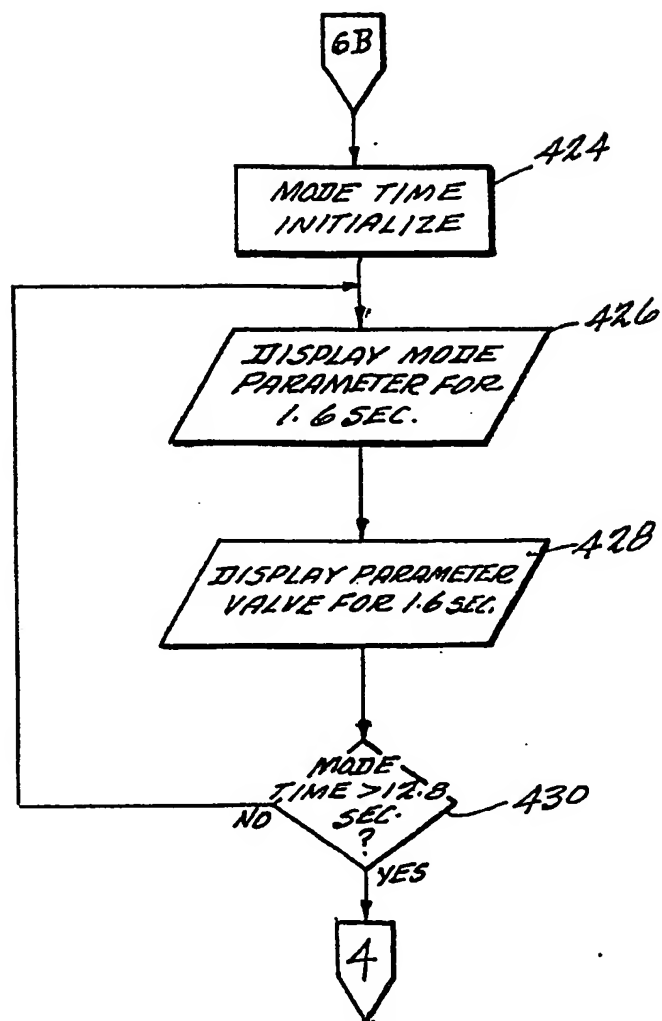 6B
424
MODE TIME
INITIALIZE
426
DISPLAY MODE
PARAMETER FOR
1.6 SEC.
428
DISPLAY PARAMETER
VALVE FOR 1.6 SEC.
MODE
TIME >12.8
SEC.
?
430
NO
YES
4